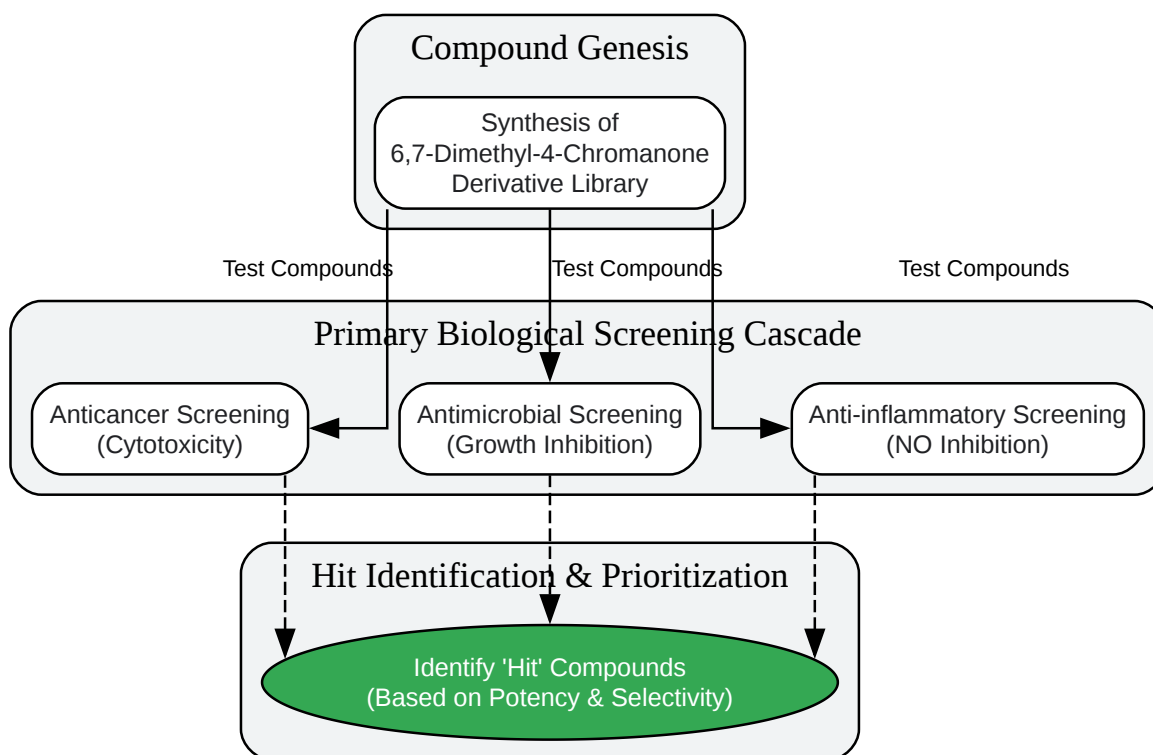 Compound Genesis
Synthesis of
6,7-Dimethyl-4-Chromanone
Derivative Library
Test Compounds
Test Compounds
Test Compounds
Primary Biological Screening Cascade
Anticancer Screening
(Cytotoxicity)
Antimicrobial Screening
(Growth Inhibition)
Anti-inflammatory Screening
(NO Inhibition)
Hit Identification & Prioritization
Identify 'Hit' Compounds
(Based on Potency & Selectivity)